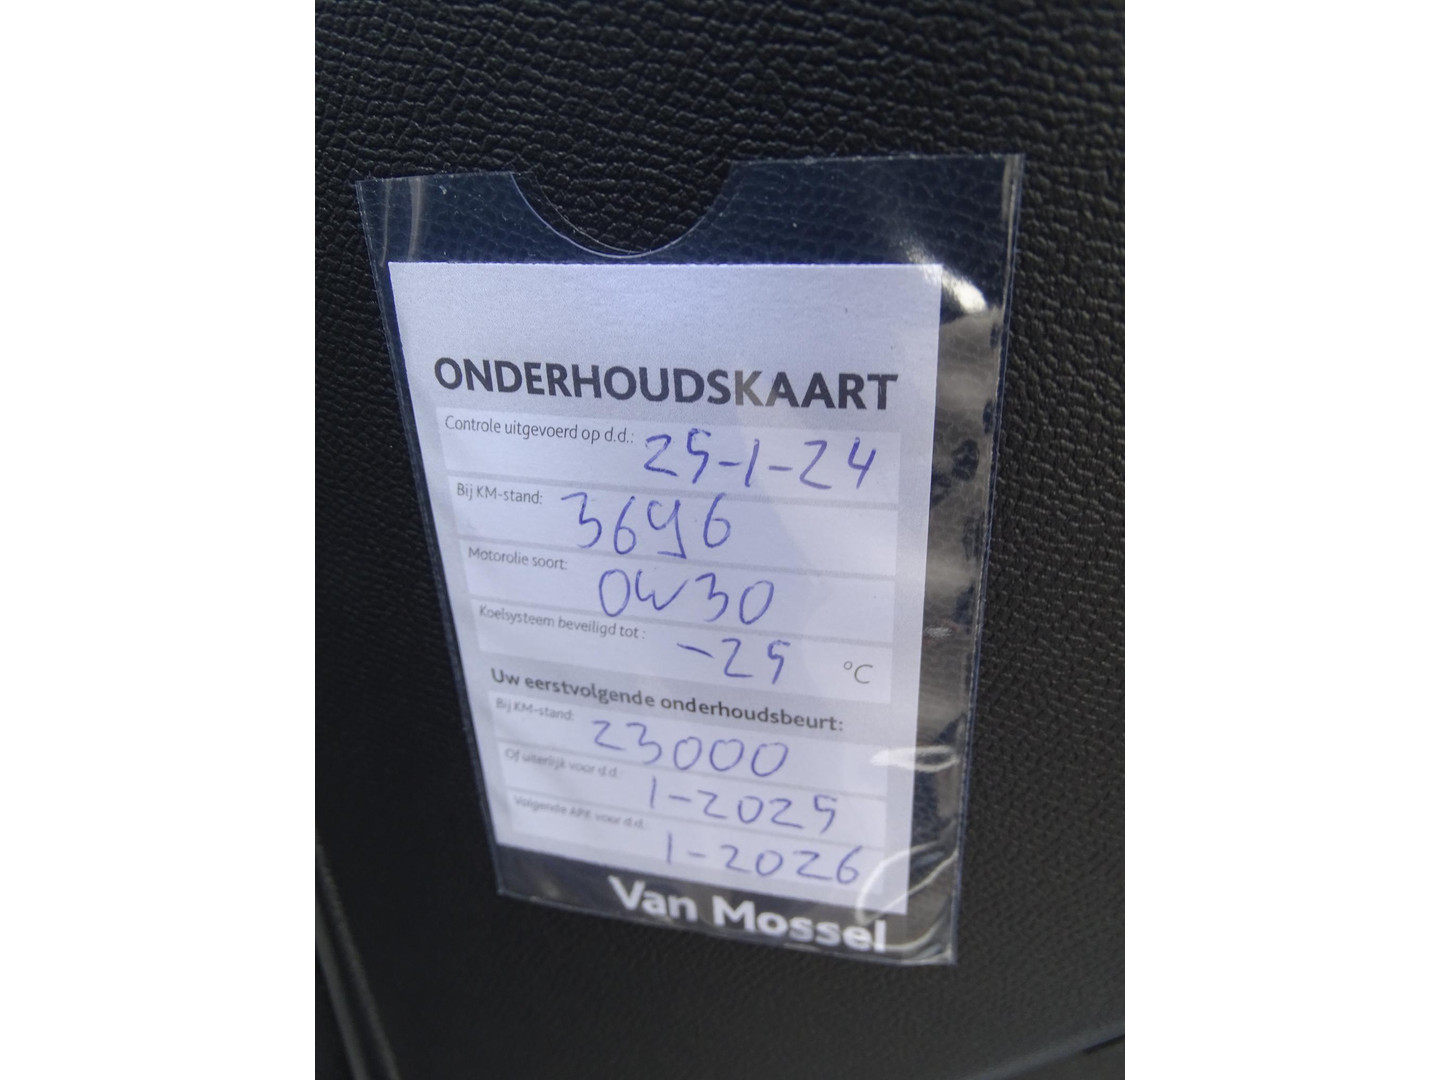 ONDERHOUDSKAART
Controle uitgevoerd op d.d.: 25-1-24
Bij KM-stand: 3696
Motorolie soort: 0W30
Koelsysteem beveiligd tot: -25 °C
Uw eerstvolgende onderhoudsbeurt:
Bij KM-stand: 23000
Of uiterlijk voor d.d.: 1-2025
Volgende APK voor d.d. 1-2026
Van Mossel